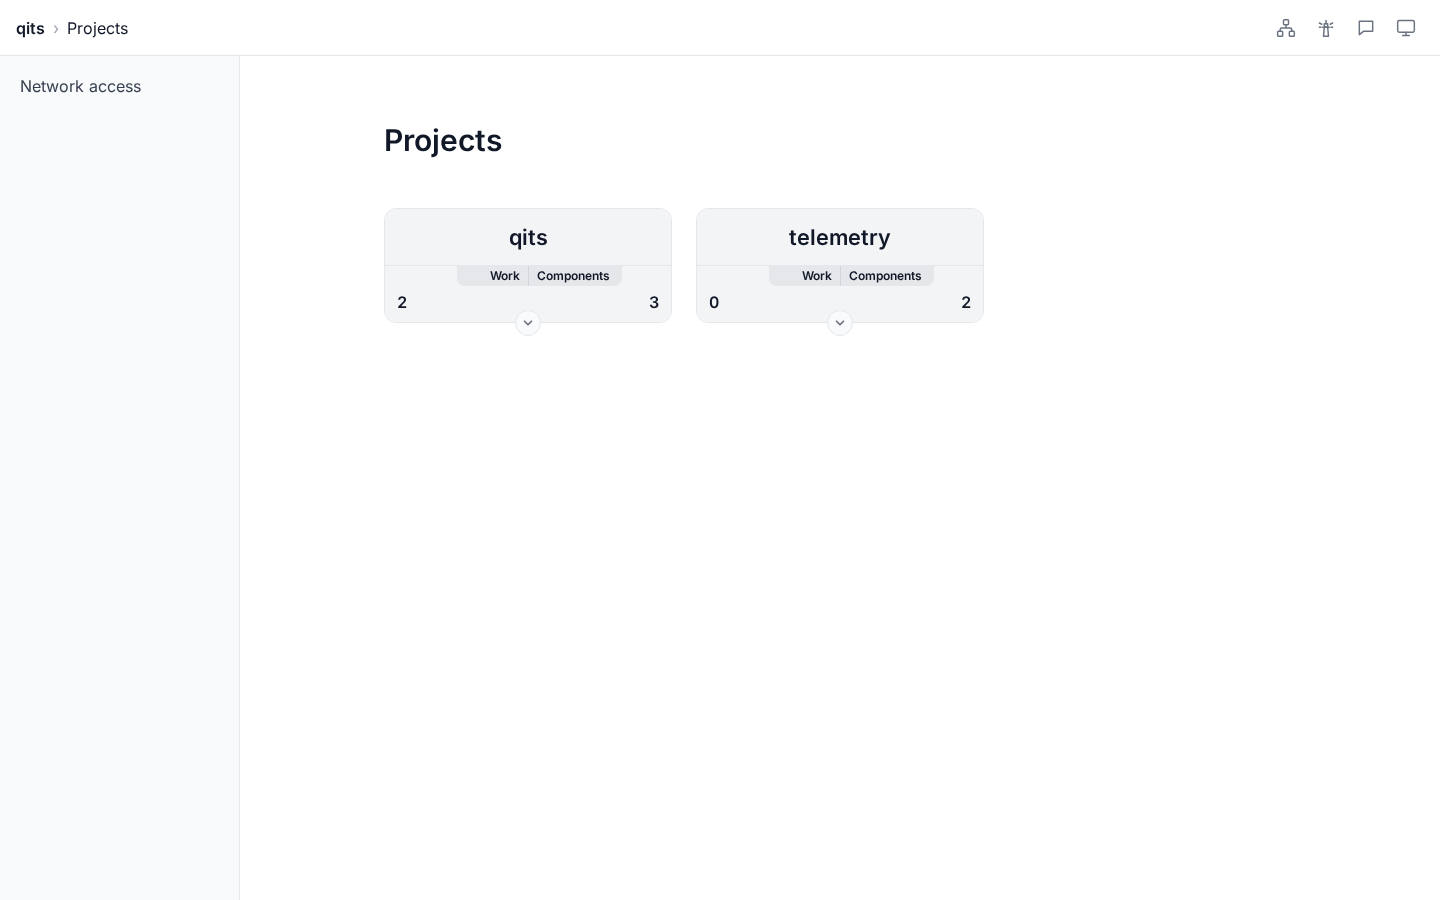 qits › Projects
Network access
Projects
qits
Work Components
2 3
telemetry
Work Components
0 2